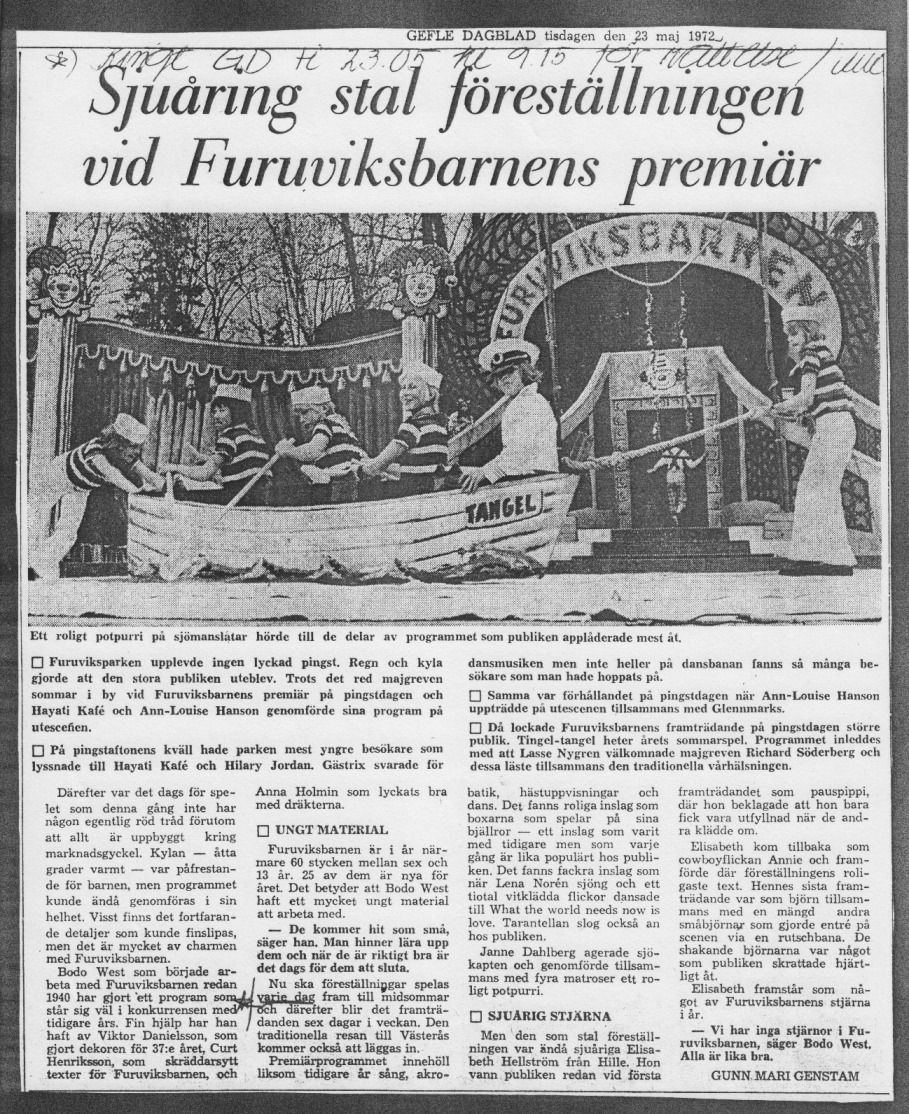 GEFLE DAGBLAD tisdagen den 23 maj 1972
*) Ringt GD ti 23.05 kl 9.15 för rättelse /
Sjuåring stal föreställningen
vid Furuviksbarnens premiär
FURUVIKSBARNEN
TANGEL
Ett roligt potpurri på sjömanslåtar hörde till de delar av programmet som publiken applåderade mest åt.
☐ Furuviksparken upplevde ingen lyckad pingst. Regn och kyla
gjorde att den stora publiken uteblev. Trots det red majgreven
sommar i by vid Furuviksbarnens premiär på pingstdagen och
Hayati Kafé och Ann-Louise Hanson genomförde sina program på
utescenen.
☐ På pingstaftonens kväll hade parken mest yngre besökare som
lyssnade till Hayati Kafé och Hilary Jordan. Gästrix svarade för
dansmusiken men inte heller på dansbanan fanns så många be-
sökare som man hade hoppats på.
☐ Samma var förhållandet på pingstdagen när Ann-Louise Hanson
uppträdde på utescenen tillsammans med Glennmarks.
☐ Då lockade Furuviksbarnens framträdande på pingstdagen större
publik. Tingel-tangel heter årets sommarspel. Programmet inleddes
med att Lasse Nygren välkomnade majgreven Richard Söderberg och
dessa läste tillsammans den traditionella vårhälsningen.
Därefter var det dags för spe-
let som denna gång inte har
någon egentlig röd tråd förutom
att allt är uppbyggt kring
marknadsgyckel. Kylan — åtta
grader varmt — var påfrestan-
de för barnen, men programmet
kunde ändå genomföras i sin
helhet. Visst finns det fortfaran-
de detaljer som kunde finslipas,
men det är mycket av charmen
med Furuviksbarnen.
Bodo West som började ar-
beta med Furuviksbarnen redan
1940 har gjort ett program som
står sig väl i konkurrensen med
tidigare års. Fin hjälp har han
haft av Viktor Danielsson, som
gjort dekoren för 37:e året, Curt
Henriksson, som skräddarsytt
texter för Furuviksbarnen, och
Anna Holmin som lyckats bra
med dräkterna.
☐ UNGT MATERIAL
Furuviksbarnen är i år när-
mare 60 stycken mellan sex och
13 år. 25 av dem är nya för
året. Det betyder att Bodo West
haft ett mycket ungt material
att arbeta med.
— De kommer hit som små,
säger han. Man hinner lära upp
dem och när de är riktigt bra är
det dags för dem att sluta.
Nu ska föreställningar spelas
varje dag fram till midsommar
och därefter blir det framträ-
danden sex dagar i veckan. Den
traditionella resan till Västerås
kommer också att läggas in.
Premiärprogrammet innehöll
liksom tidigare år sång, akro-
batik, hästuppvisningar och
dans. Det fanns roliga inslag som
boxarna som spelar på sina
bjällror — ett inslag som varit
med tidigare men som varje
gång är lika populärt hos publi-
ken. Det fanns fackra inslag som
när Lena Norén sjöng och ett
tiotal vitklädda flickor dansade
till What the world needs now is
love. Tarantellan slog också an
hos publiken.
Janne Dahlberg agerade sjö-
kapten och genomförde tillsam-
mans med fyra matroser ett ro-
ligt potpurri.
☐ SJUÅRIG STJÄRNA
Men den som stal föreställ-
ningen var ändå sjuåriga Elisa-
beth Hellström från Hille. Hon
vann publiken redan vid första
framträdandet som pauspippi,
där hon beklagade att hon bara
fick vara utfyllnad när de and-
ra klädde om.
Elisabeth kom tillbaka som
cowboyflickan Annie och fram-
förde där föreställningens roli-
gaste text. Hennes sista fram-
trädande var som björn tillsam-
mans med en mängd andra
småbjörnar som gjorde entré på
scenen via en rutschbana. De
shakande björnarna var något
som publiken skrattade hjärt-
ligt åt.
Elisabeth framstår som nå-
got av Furuviksbarnens stjärna
i år.
— Vi har inga stjärnor i Fu-
ruviksbarnen, säger Bodo West.
Alla är lika bra.
GUNN MARI GENSTAM